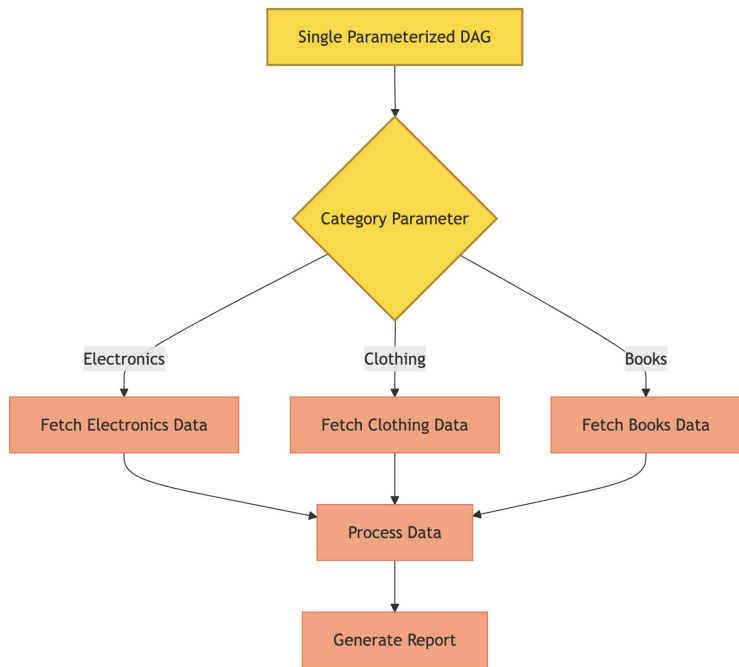 Single Parameterized DAG
Category Parameter
Electronics
Clothing
Books
Fetch Electronics Data
Fetch Clothing Data
Fetch Books Data
Process Data
Generate Report